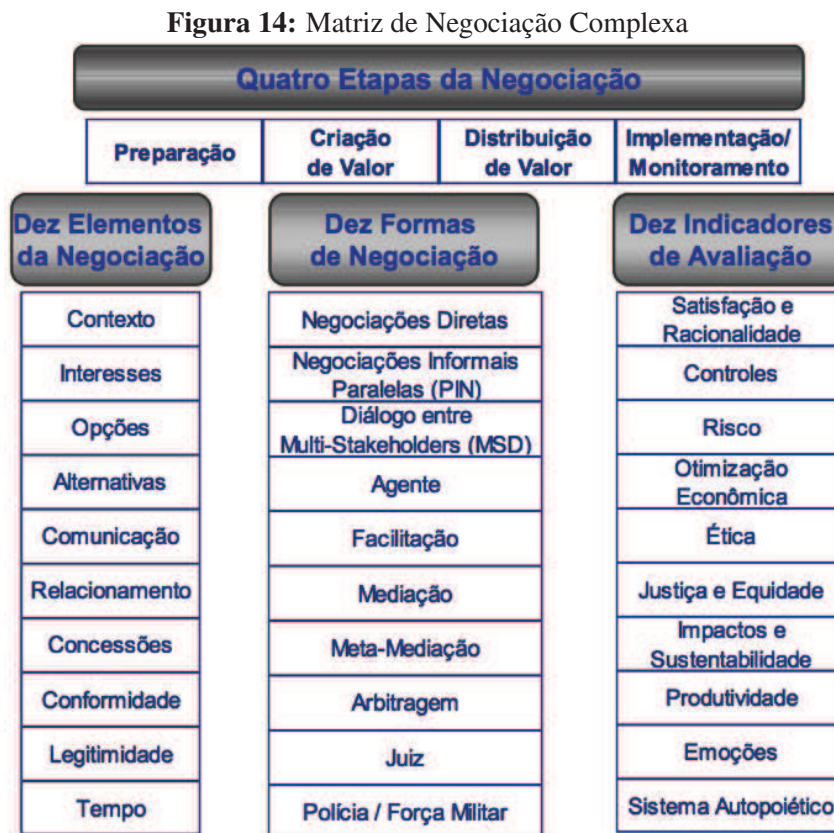 Figura 14: Matriz de Negociação Complexa
Quatro Etapas da Negociação
Preparação
Criação
de Valor
Distribuição
de Valor
Implementação/
Monitoramento
Dez Elementos
da Negociação
Contexto
Interesses
Opções
Alternativas
Comunicação
Relacionamento
Concessões
Conformidade
Legitimidade
Tempo
Dez Formas
de Negociação
Negociações Diretas
Negociações Informais
Paralelas (PIN)
Diálogo entre
Multi-Stakeholders (MSD)
Agente
Facilitação
Mediação
Meta-Mediação
Arbitragem
Juiz
Polícia / Força Militar
Dez Indicadores
de Avaliação
Satisfação e
Racionalidade
Controles
Risco
Otimização
Econômica
Ética
Justiça e Equidade
Impactos e
Sustentabilidade
Produtividade
Emoções
Sistema Autopoiético